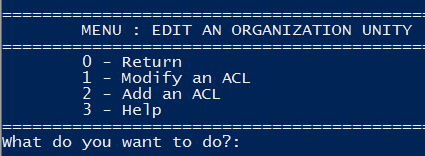 ==================================================
MENU : EDIT AN ORGANIZATION UNITY
==================================================
0 - Return
1 - Modify an ACL
2 - Add an ACL
3 - Help
==================================================
What do you want to do?: